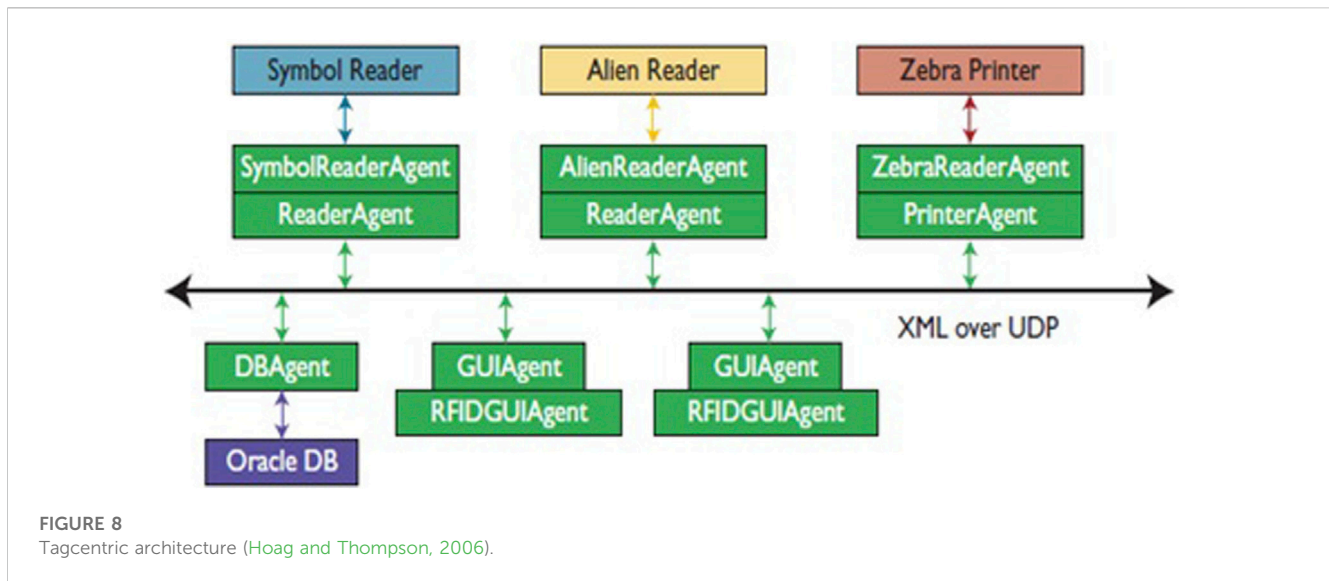 Symbol Reader
Alien Reader
Zebra Printer
SymbolReaderAgent
AlienReaderAgent
ZebraReaderAgent
ReaderAgent
ReaderAgent
PrinterAgent
XML over UDP
DBAgent
GUIAgent
GUIAgent
RFIDGUIAgent
RFIDGUIAgent
Oracle DB
FIGURE 8
Tagcentric architecture (Hoag and Thompson, 2006).